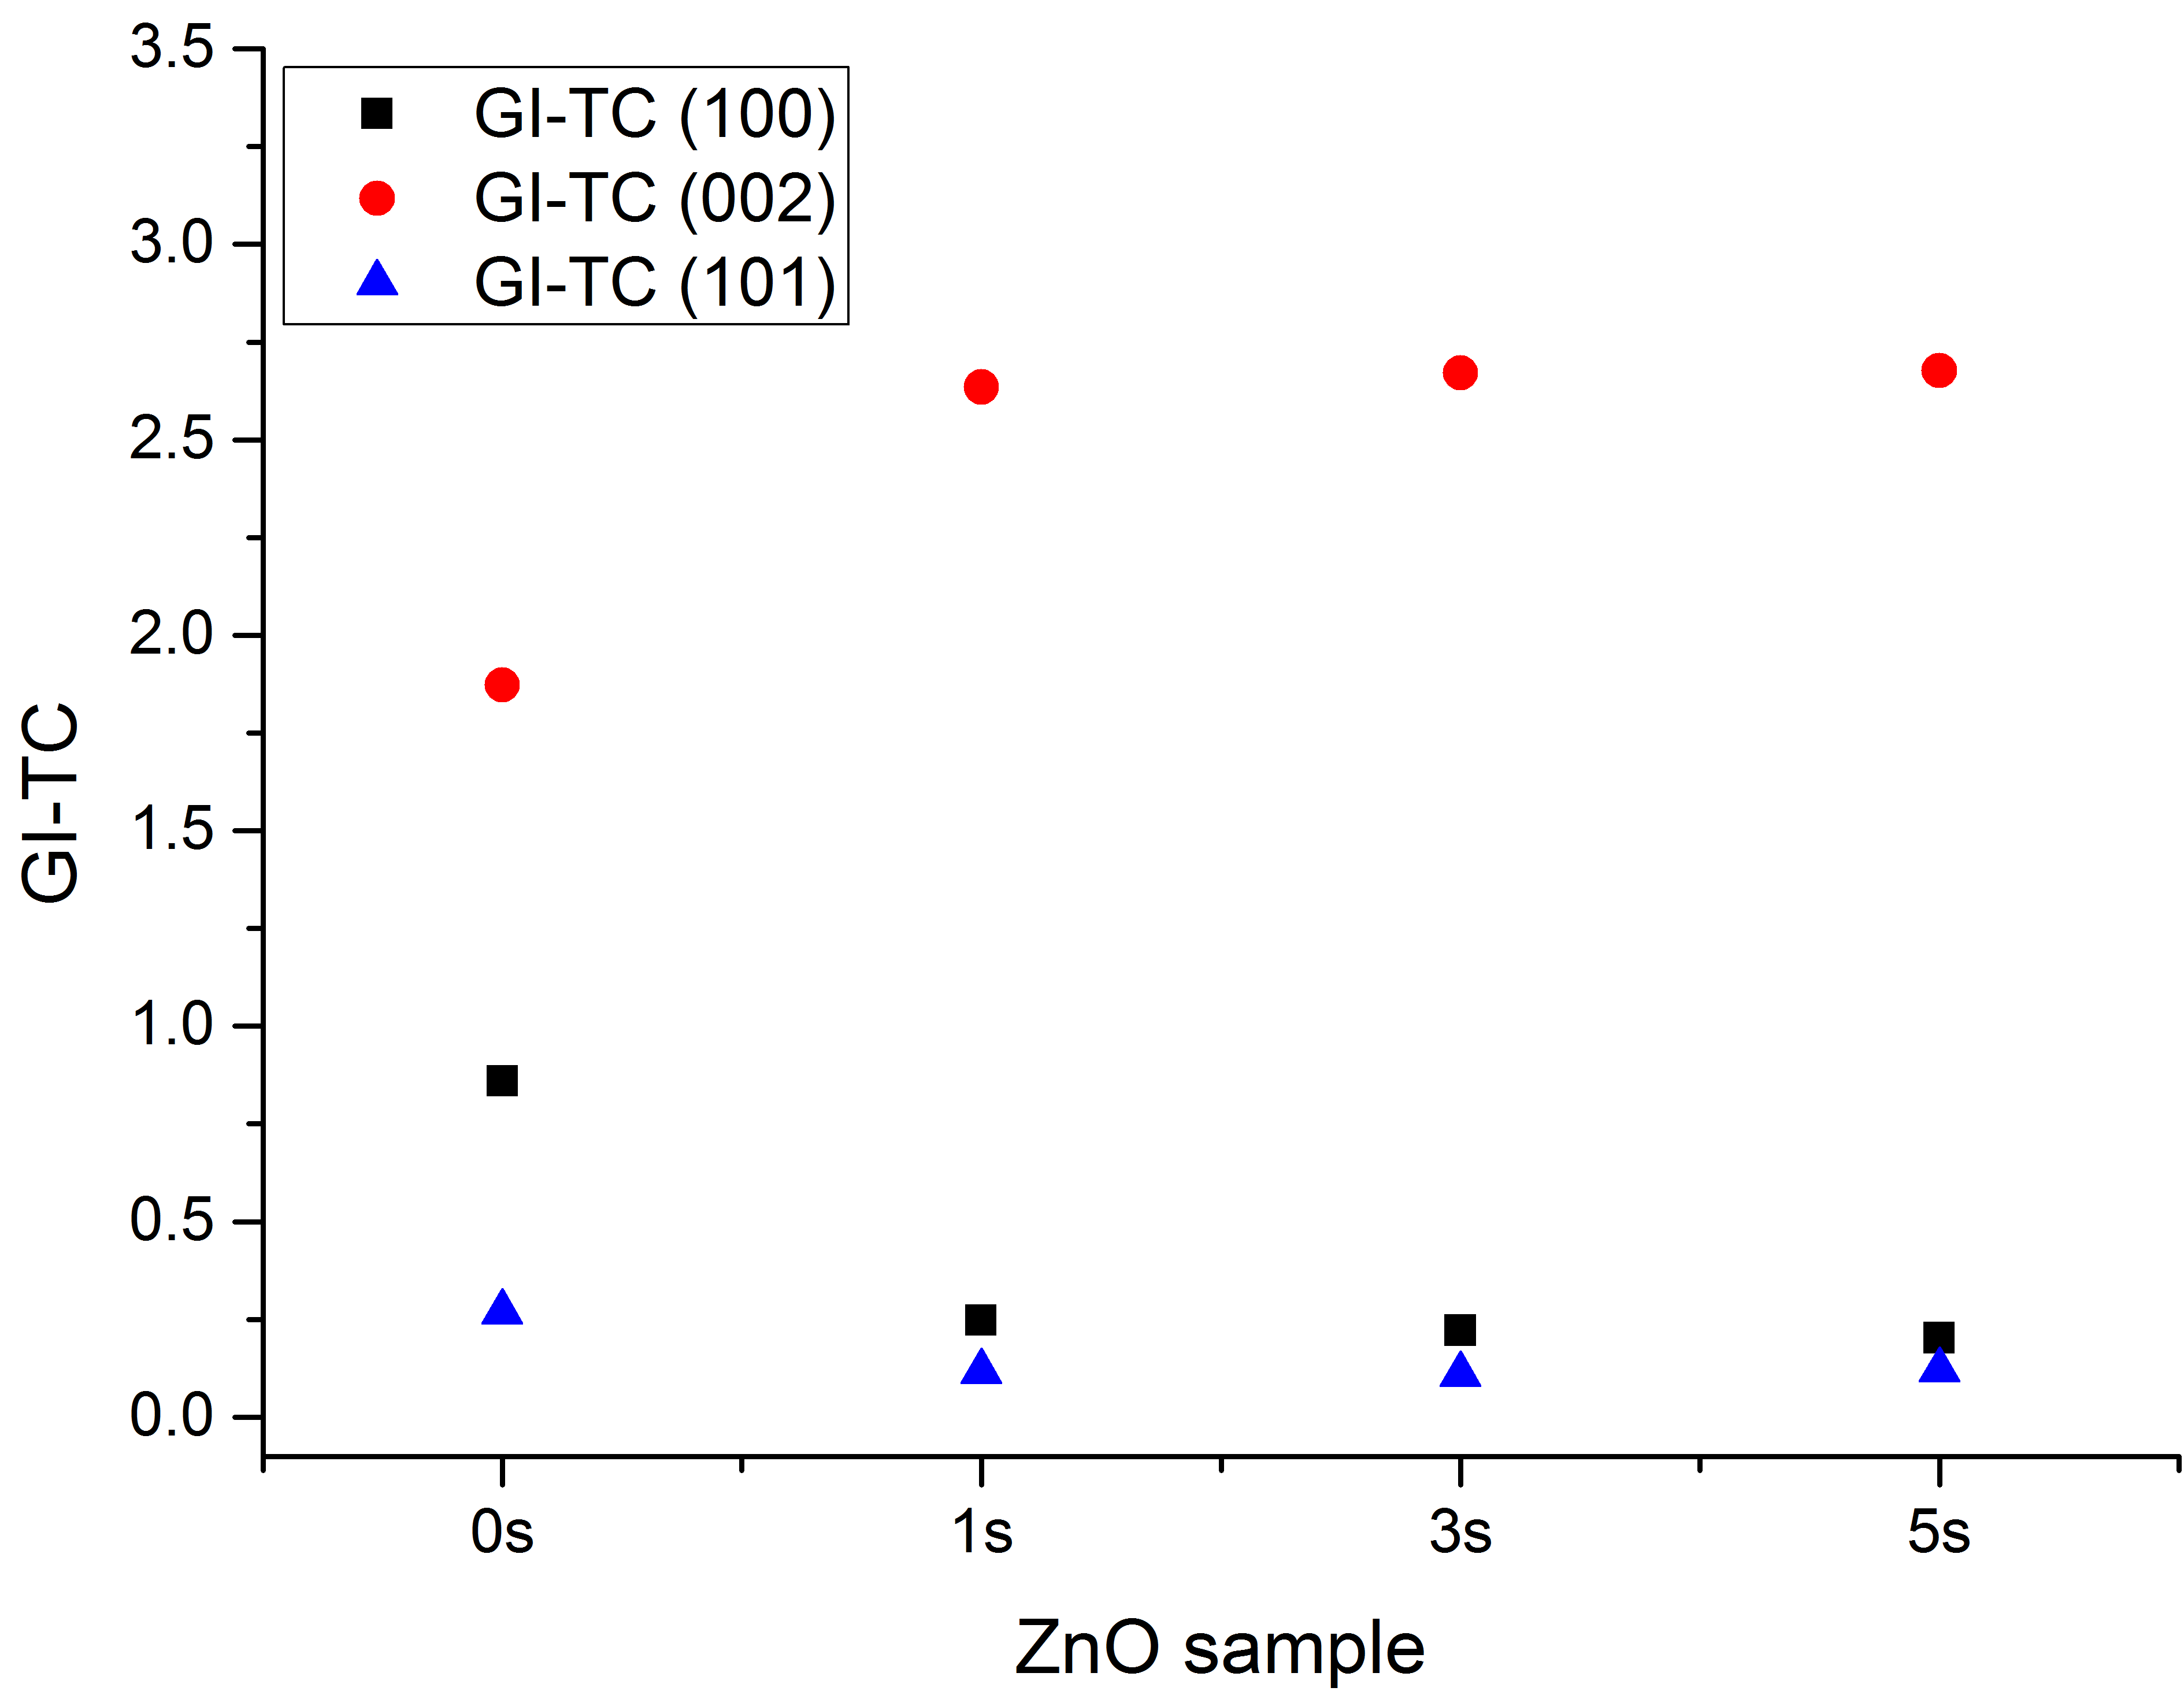 3.5
3.0
2.5
2.0
1.5
1.0
0.5
0.0
GI-TC
GI-TC (100)
GI-TC (002)
GI-TC (101)
0s
1s
3s
5s
ZnO sample